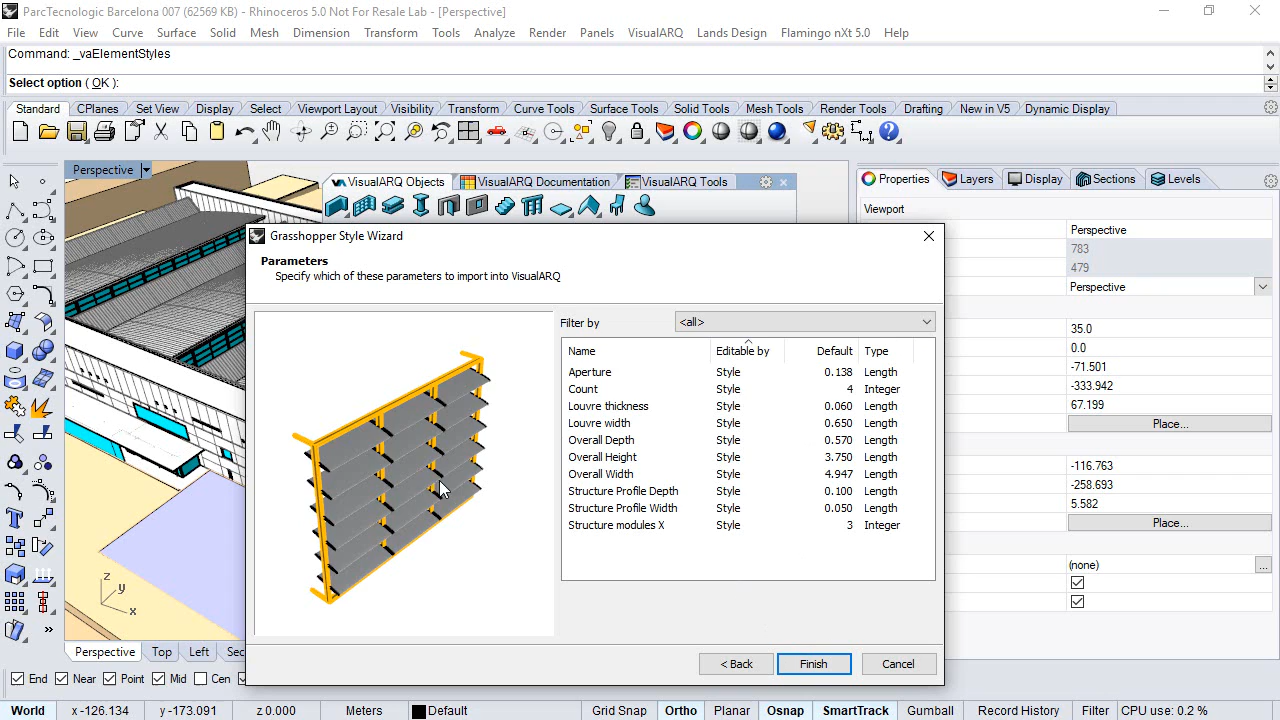 ParcTecnologic Barcelona 007 (62569 KB) - Rhinoceros 5.0 Not For Resale Lab - [Perspective]
File Edit View Curve Surface Solid Mesh Dimension Transform Tools Analyze Render Panels VisualARQ Lands Design Flamingo nXt 5.0 Help
Command: _vaElementStyles
Select option ( OK ):
Standard CPlanes Set View Display Select Viewport Layout Visibility Transform Curve Tools Surface Tools Solid Tools Mesh Tools Render Tools Drafting New in V5 Dynamic Display
Perspective
VisualARQ Objects VisualARQ Documentation VisualARQ Tools
Properties Layers Display Sections Levels
Viewport
Perspective
783
479
Perspective
35.0
0.0
-71.501
-333.942
67.199
Place...
-116.763
-258.693
5.582
Place...
(none)
...
Grasshopper Style Wizard
Parameters
Specify which of these parameters to import into VisualARQ
Filter by <all>
Name Editable by Default Type
Aperture Style 0.138 Length
Count Style 4 Integer
Louvre thickness Style 0.060 Length
Louvre width Style 0.650 Length
Overall Depth Style 0.570 Length
Overall Height Style 3.750 Length
Overall Width Style 4.947 Length
Structure Profile Depth Style 0.100 Length
Structure Profile Width Style 0.050 Length
Structure modules X Style 3 Integer
< Back Finish Cancel
z
y
x
»
Perspective Top Left Sec
End Near Point Mid Cen
World x -126.134 y -173.091 z 0.000 Meters Default Grid Snap Ortho Planar Osnap SmartTrack Gumball Record History Filter CPU use: 0.2 %